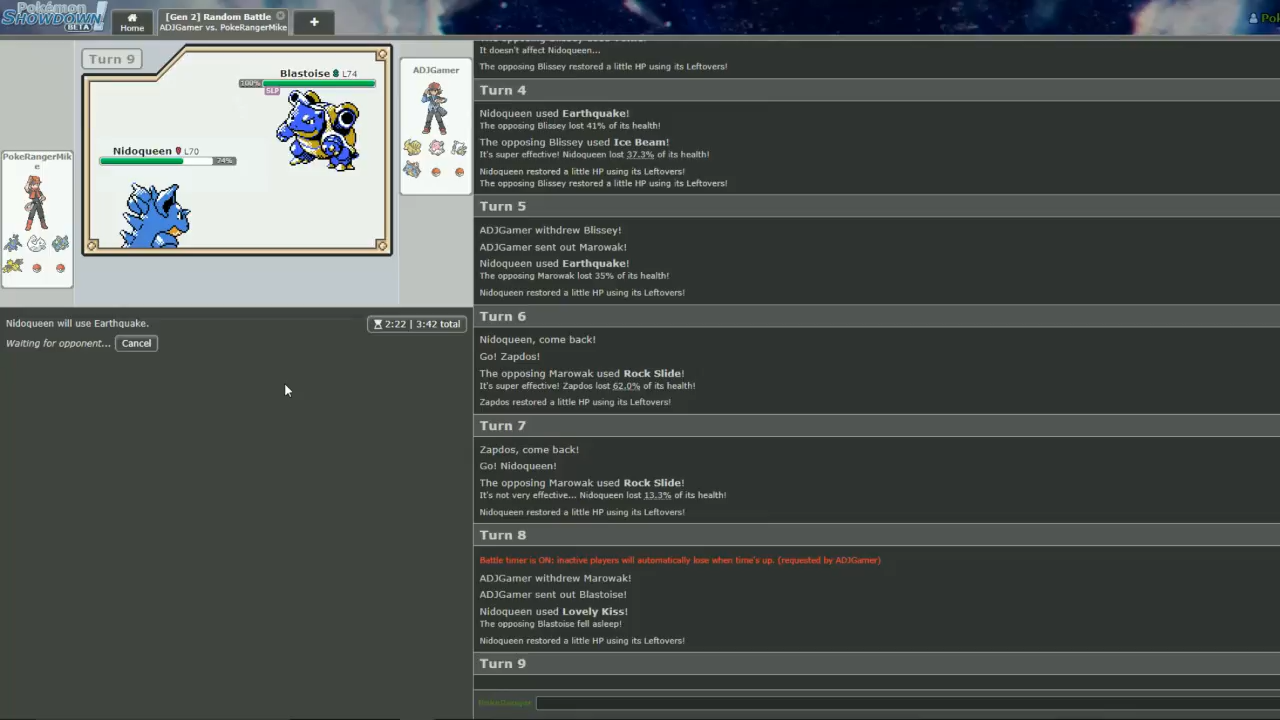 Pokémon
SHOWDOWN!
BETA
Home
[Gen 2] Random Battle
ADJGamer vs. PokeRangerMike
+
Turn 9
Blastoise L74
100%
SLP
Nidoqueen L70
74%
PokeRangerMik
e
ADJGamer
Nidoqueen will use Earthquake.
2:22 | 3:42 total
Waiting for opponent... Cancel
It doesn't affect Nidoqueen...
The opposing Blissey restored a little HP using its Leftovers!
Turn 4
Nidoqueen used Earthquake!
The opposing Blissey lost 41% of its health!
The opposing Blissey used Ice Beam!
It's super effective! Nidoqueen lost 37.3% of its health!
Nidoqueen restored a little HP using its Leftovers!
The opposing Blissey restored a little HP using its Leftovers!
Turn 5
ADJGamer withdrew Blissey!
ADJGamer sent out Marowak!
Nidoqueen used Earthquake!
The opposing Marowak lost 35% of its health!
Nidoqueen restored a little HP using its Leftovers!
Turn 6
Nidoqueen, come back!
Go! Zapdos!
The opposing Marowak used Rock Slide!
It's super effective! Zapdos lost 62.0% of its health!
Zapdos restored a little HP using its Leftovers!
Turn 7
Zapdos, come back!
Go! Nidoqueen!
The opposing Marowak used Rock Slide!
It's not very effective... Nidoqueen lost 13.3% of its health!
Nidoqueen restored a little HP using its Leftovers!
Turn 8
Battle timer is ON: inactive players will automatically lose when time's up. (requested by ADJGamer)
ADJGamer withdrew Marowak!
ADJGamer sent out Blastoise!
Nidoqueen used Lovely Kiss!
The opposing Blastoise fell asleep!
Nidoqueen restored a little HP using its Leftovers!
Turn 9